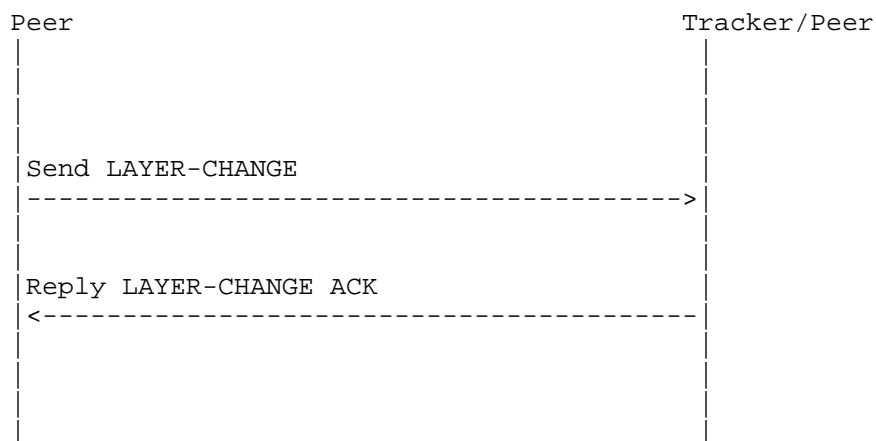 Peer Tracker/Peer
Send LAYER-CHANGE
Reply LAYER-CHANGE ACK